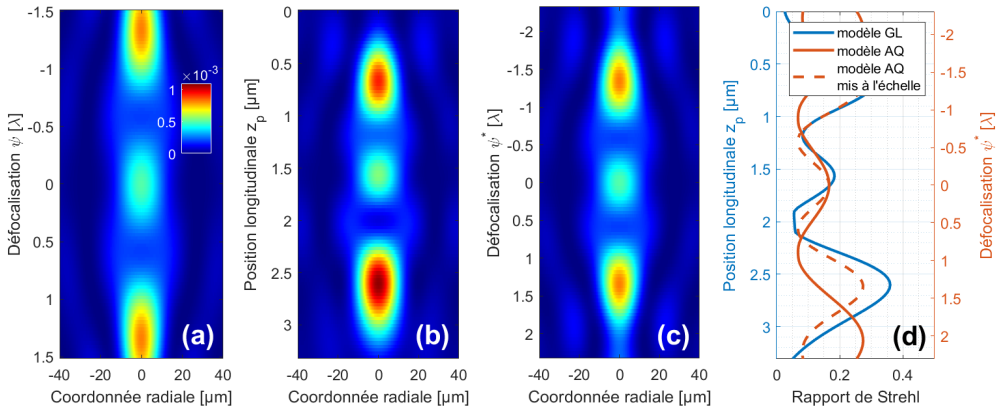 Défocalisation ψ [λ]
-1.5
-1
-0.5
0
0.5
1
1.5
×10⁻³
1
0.5
0
(a)
-40 -20 0 20 40
Coordonnée radiale [µm]
Position longitudinale z_p [µm]
0
0.5
1
1.5
2
2.5
3
(b)
-40 -20 0 20 40
Coordonnée radiale [µm]
Défocalisation ψ* [λ]
-2
-1.5
-1
-0.5
0
0.5
1
1.5
2
(c)
-40 -20 0 20 40
Coordonnée radiale [µm]
Position longitudinale z_p [µm]
0
0.5
1
1.5
2
2.5
3
modèle GL
modèle AQ
modèle AQ
mis à l'échelle
(d)
0 0.2 0.4
Rapport de Strehl
-2
-1.5
-1
-0.5
0
0.5
1
1.5
2
Défocalisation ψ* [λ]